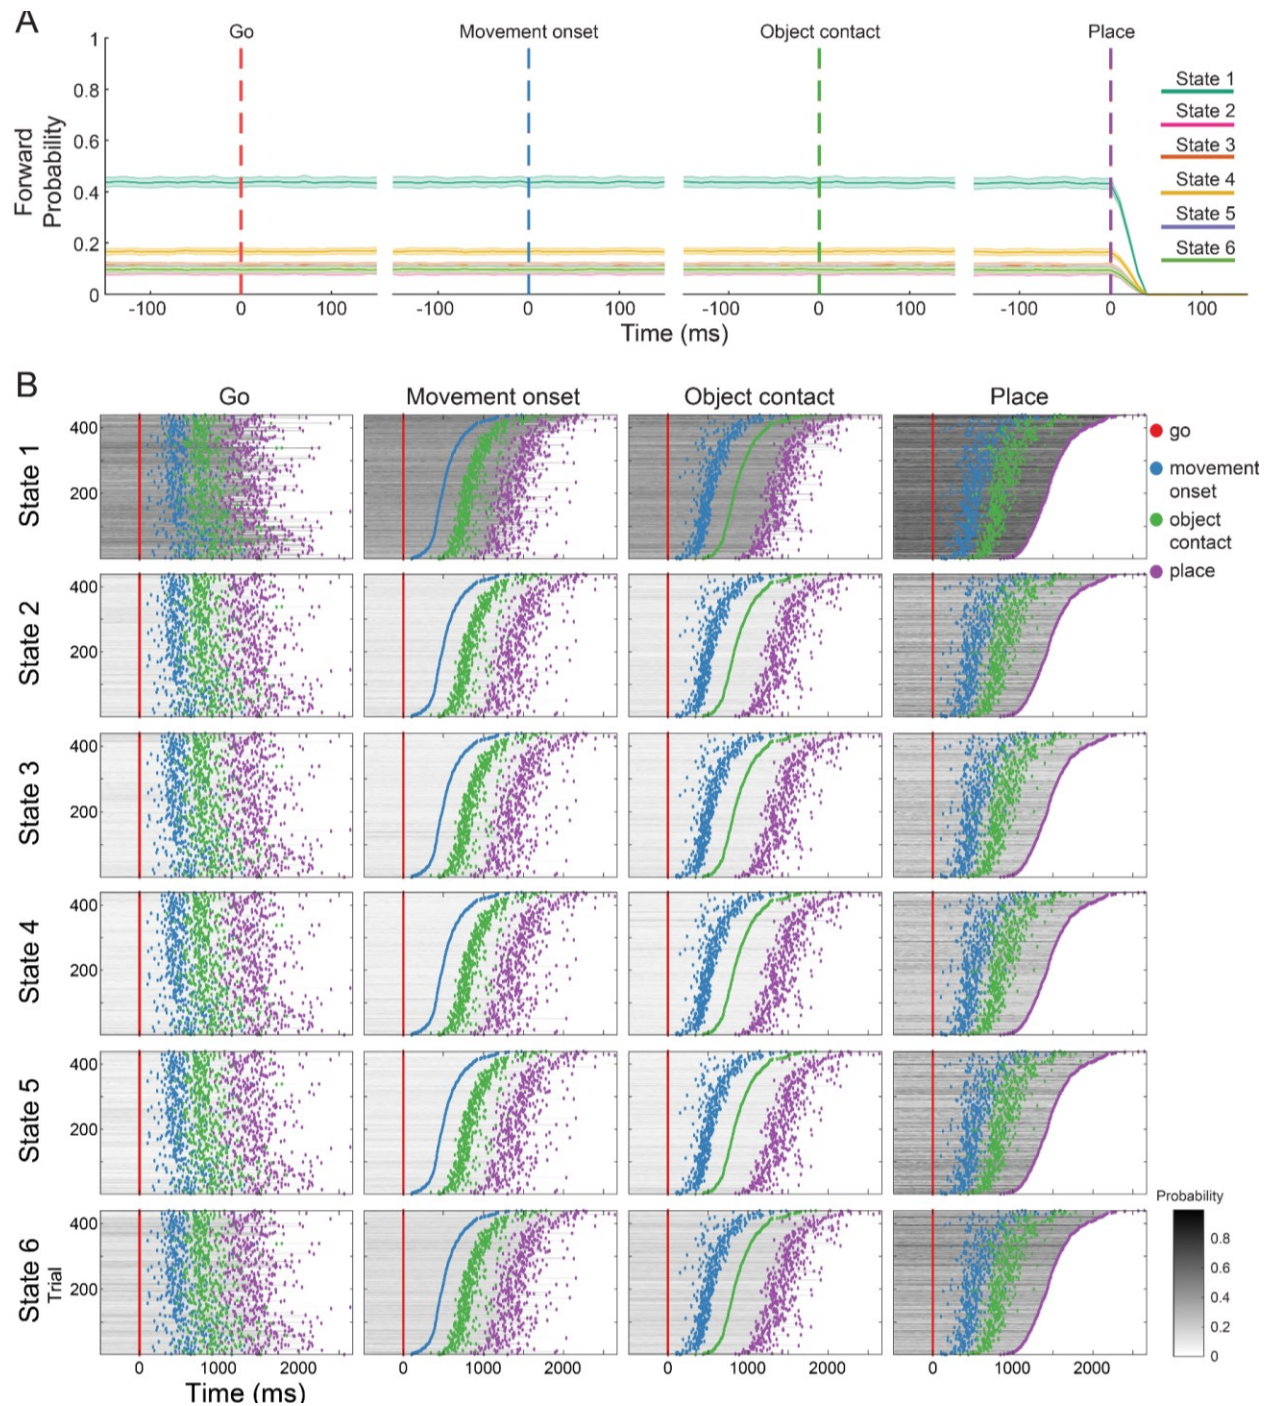 A
Go
Movement onset
Object contact
Place
Forward
Probability
1
0.8
0.6
0.4
0.2
0
State 1
State 2
State 3
State 4
State 5
State 6
-100 0 100 -100 0 100 -100 0 100 -100 0 100
Time (ms)
B
Go
Movement onset
Object contact
Place
State 1
400
200
State 2
400
200
State 3
400
200
State 4
400
200
State 5
400
200
State 6
Trial
400
200
go
movement
onset
object
contact
place
Probability
0.8
0.6
0.4
0.2
0
0 1000 2000 0 1000 2000 0 1000 2000 0 1000 2000
Time (ms)